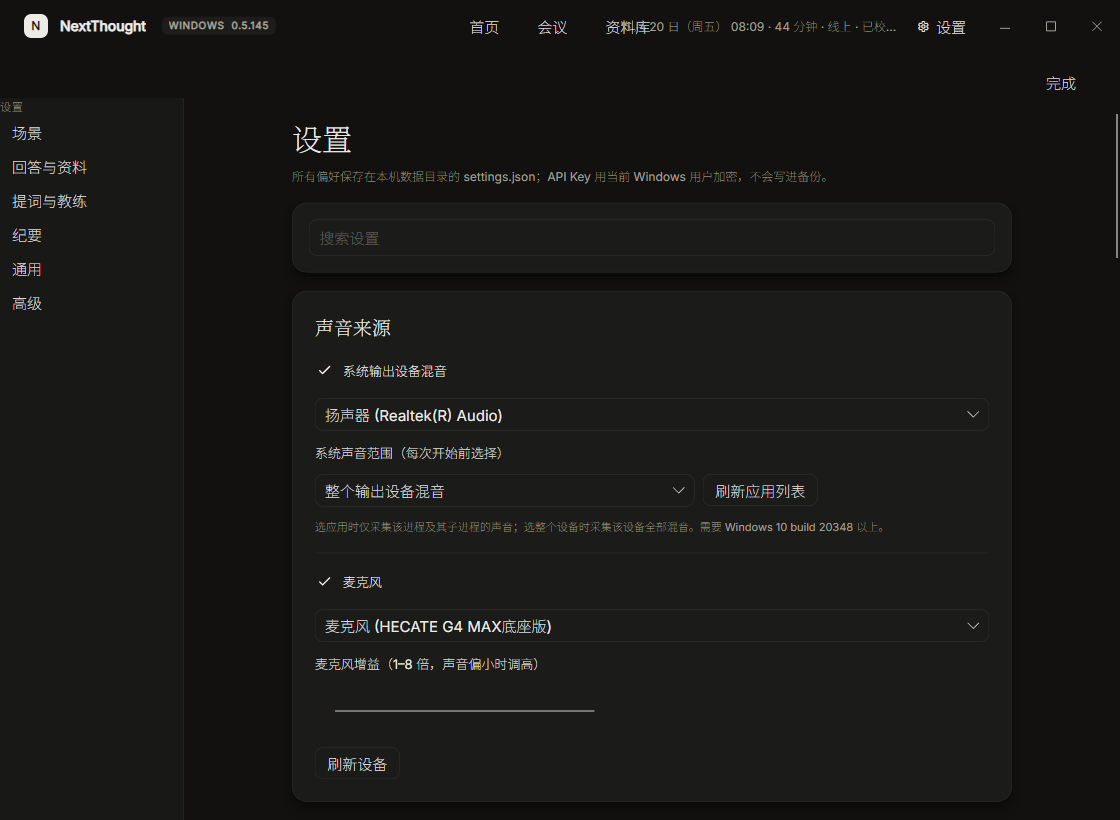 N NextThought WINDOWS 0.5.145 首页 会议 资料库 20 日（周五） 08:09 · 44 分钟 · 线上 · 已校... 设置
完成
设置
场景
回答与资料
提词与教练
纪要
通用
高级
设置
所有偏好保存在本机数据目录的 settings.json；API Key 用当前 Windows 用户加密，不会写进备份。
搜索设置
声音来源
系统输出设备混音
扬声器 (Realtek(R) Audio)
系统声音范围（每次开始前选择）
整个输出设备混音 刷新应用列表
选应用时仅采集该进程及其子进程的声音；选整个设备时采集该设备全部混音。需要 Windows 10 build 20348 以上。
麦克风
麦克风 (HECATE G4 MAX底座版)
麦克风增益（1–8 倍，声音偏小时调高）
刷新设备